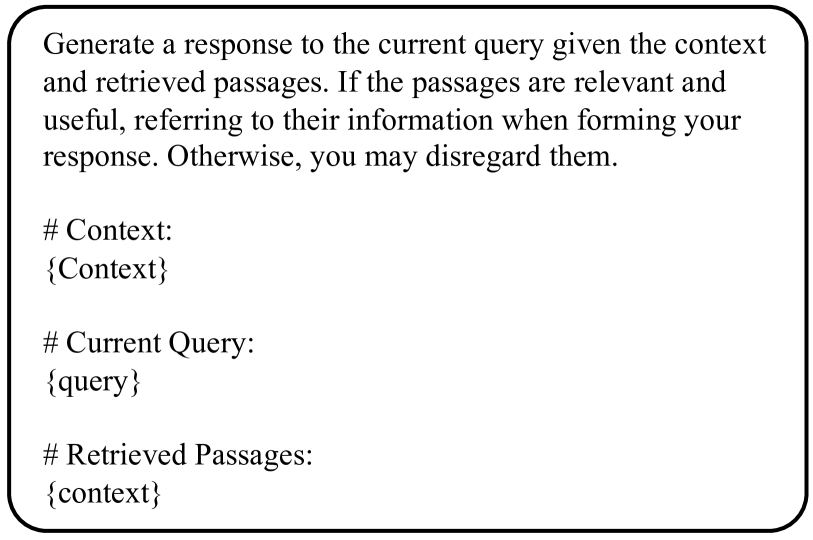 Generate a response to the current query given the context
and retrieved passages. If the passages are relevant and
useful, referring to their information when forming your
response. Otherwise, you may disregard them.
# Context:
{Context}
# Current Query:
{query}
# Retrieved Passages:
{context}